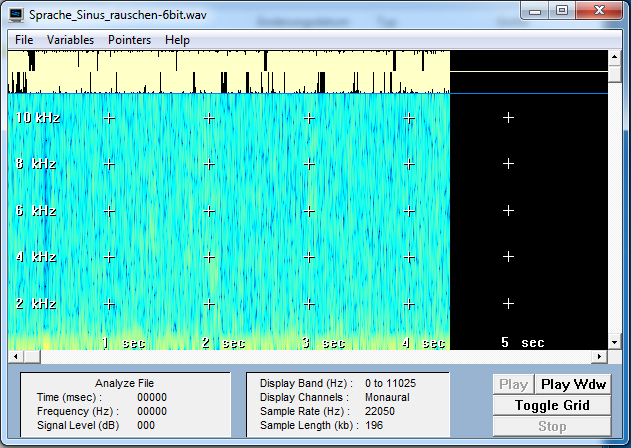 Sprache_Sinus_rauschen-6bit.wav
File Variables Pointers Help
10 kHz
8 kHz
6 kHz
4 kHz
2 kHz
1 sec 2 sec 3 sec 4 sec 5 sec
Analyze File
Time (msec) : 00000
Frequency (Hz) : 00000
Signal Level (dB) 000
Display Band (Hz) : 0 to 11025
Display Channels : Monaural
Sample Rate (Hz) : 22050
Sample Length (kb) : 196
Play Play Wdw
Toggle Grid
Stop